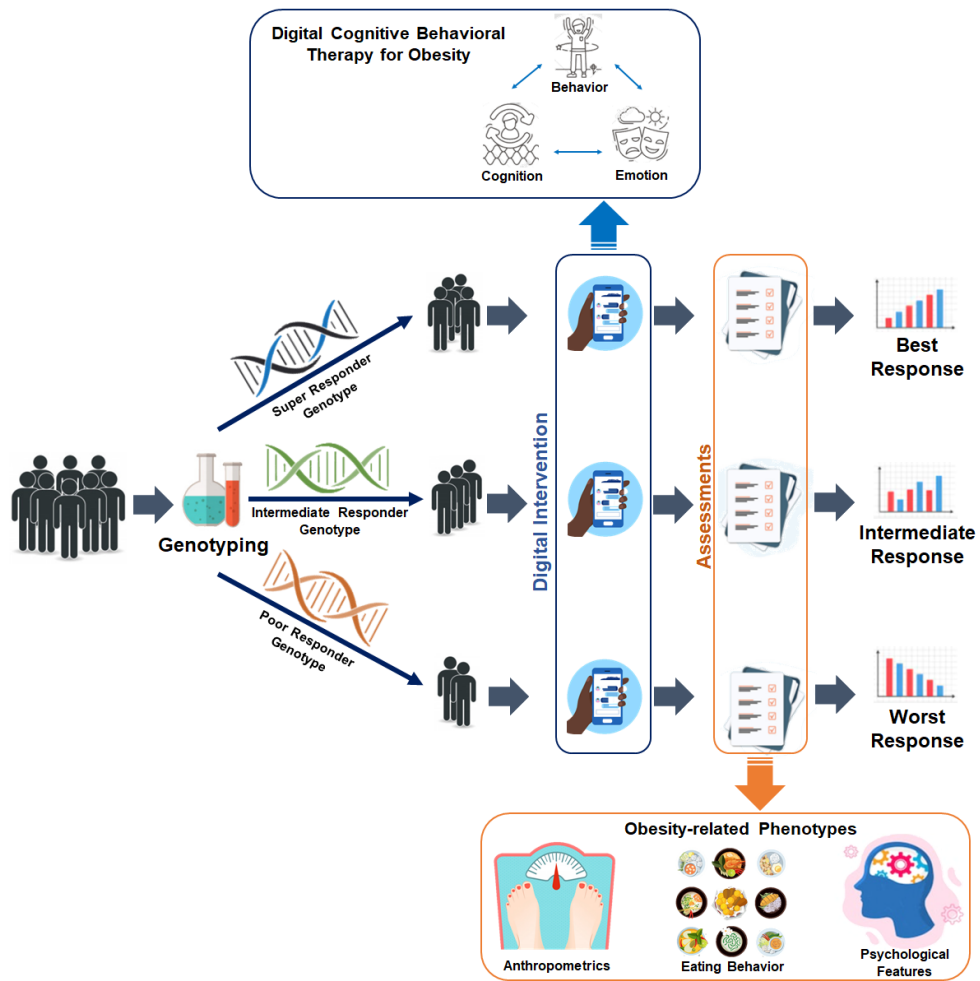 Digital Cognitive Behavioral
Therapy for Obesity
Behavior
Cognition
Emotion
Super Responder
Genotype
Best
Response
Intermediate Responder
Genotype
Genotyping
Digital Intervention
Assessments
Intermediate
Response
Poor Responder
Genotype
Worst
Response
Obesity-related Phenotypes
Anthropometrics
Eating Behavior
Psychological
Features